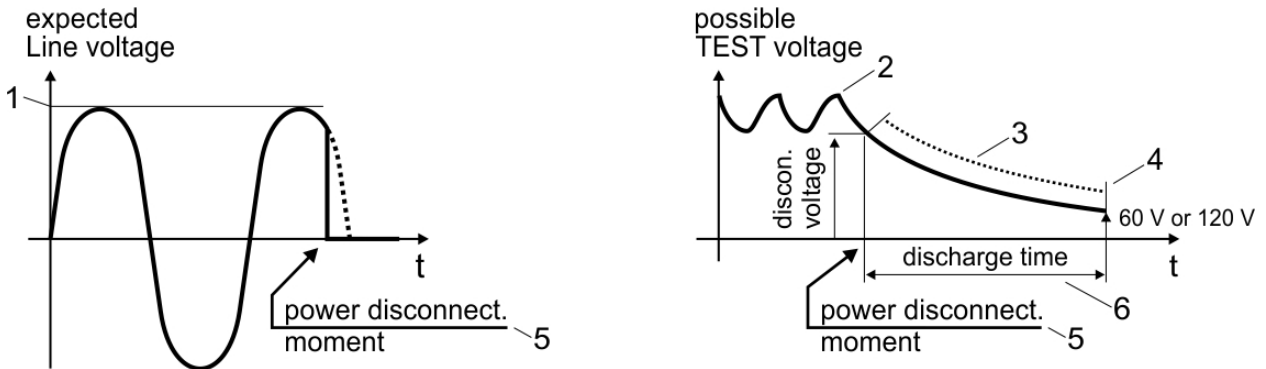 expected
Line voltage
1
t
power disconnect.
moment
5
possible
TEST voltage
2
3
4
discon.
voltage
60 V or 120 V
t
discharge time
6
power disconnect.
moment
5